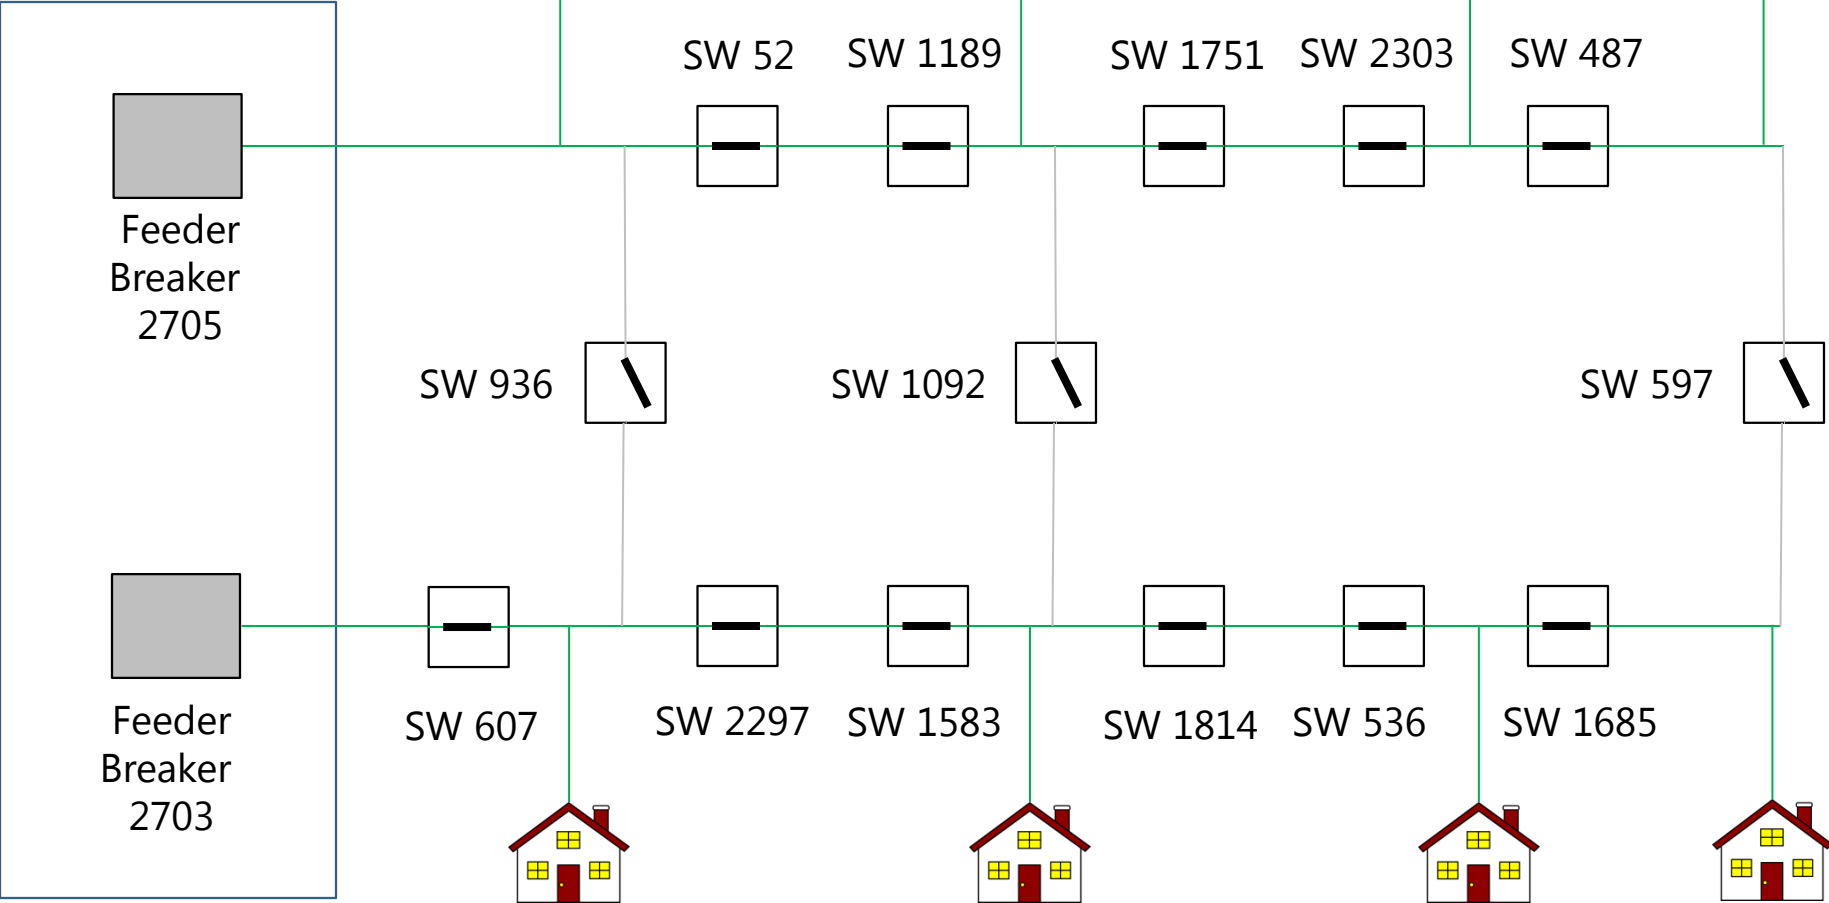 SW 52
SW 1189
SW 1751
SW 2303
SW 487
Feeder
Breaker
2705
SW 936
SW 1092
SW 597
Feeder
Breaker
2703
SW 607
SW 2297
SW 1583
SW 1814
SW 536
SW 1685